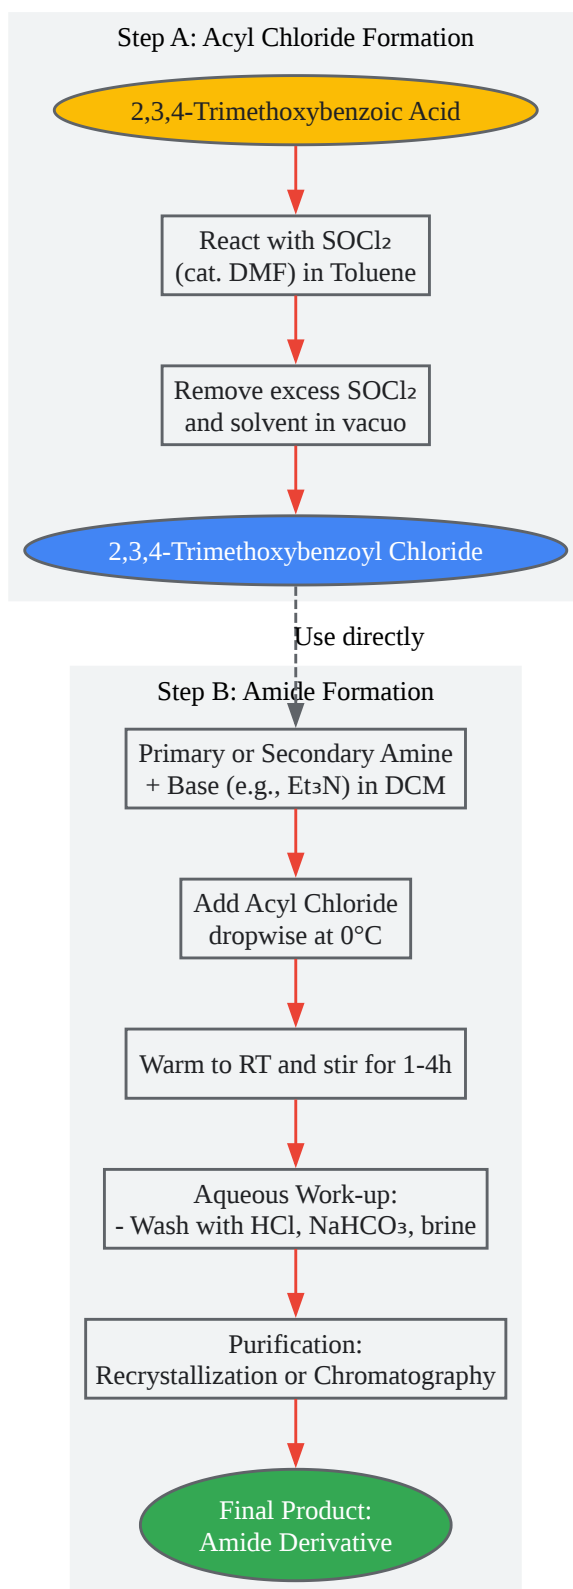 Step A: Acyl Chloride Formation
2,3,4-Trimethoxybenzoic Acid
React with SOCl₂
(cat. DMF) in Toluene
Remove excess SOCl₂
and solvent in vacuo
2,3,4-Trimethoxybenzoyl Chloride
Use directly
Step B: Amide Formation
Primary or Secondary Amine
+ Base (e.g., Et₃N) in DCM
Add Acyl Chloride
dropwise at 0°C
Warm to RT and stir for 1-4h
Aqueous Work-up:
- Wash with HCl, NaHCO₃, brine
Purification:
Recrystallization or Chromatography
Final Product:
Amide Derivative